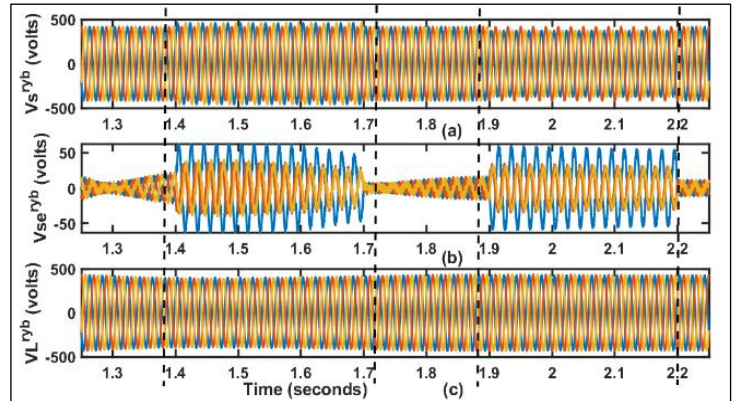 500
0
-500
Vs^ryb (volts)
1.3 1.4 1.5 1.6 1.7 1.8 1.9 2 2.1 2.2
(a)
50
0
-50
Vse^ryb (volts)
1.3 1.4 1.5 1.6 1.7 1.8 1.9 2 2.1 2.2
(b)
500
0
-500
VL^ryb (volts)
1.3 1.4 1.5 1.6 1.7 1.8 1.9 2 2.1 2.2
Time (seconds)
(c)